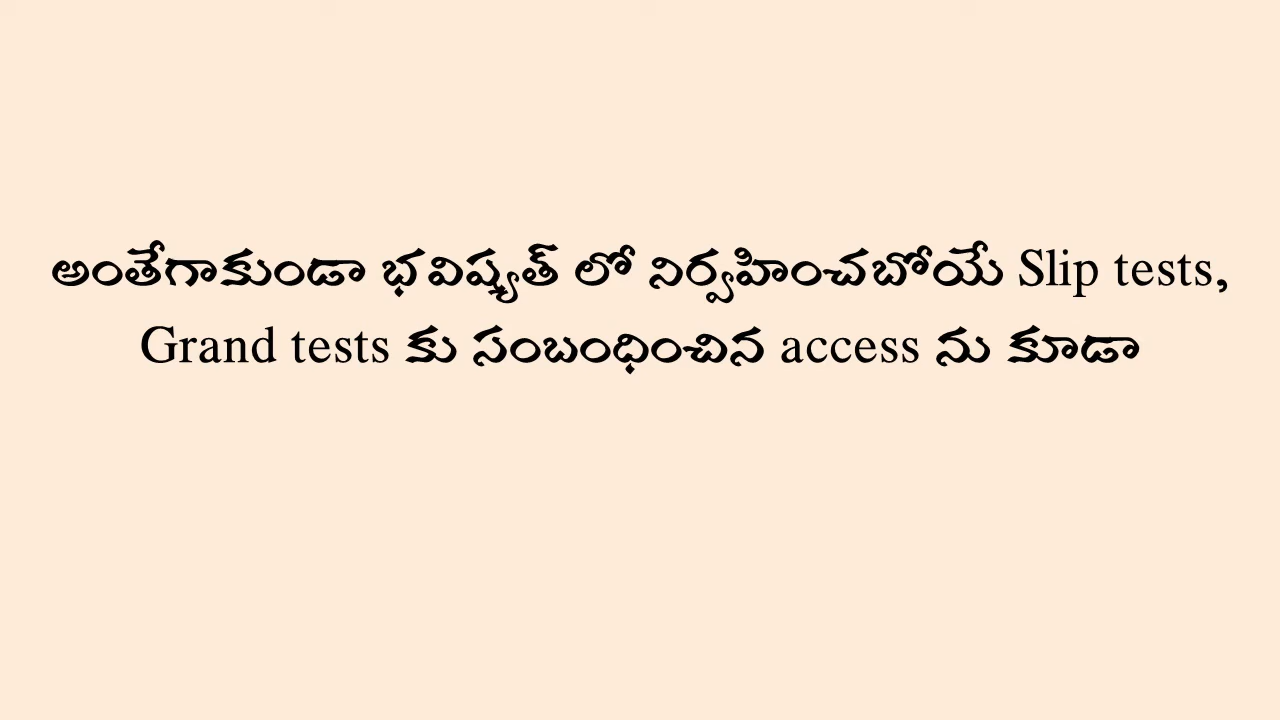 అంతేగాకుండా భవిష్యత్ లో నిర్వహించబోయే Slip tests,
Grand tests కు సంబంధించిన access ను కూడా